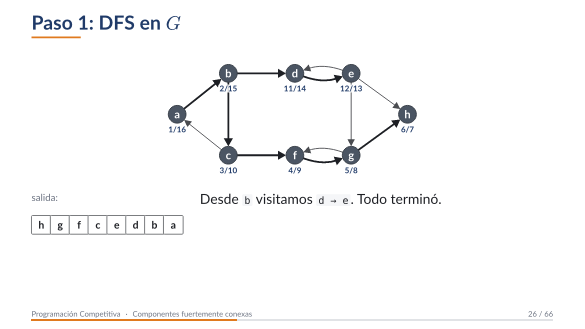 Paso 1: DFS en G
b
2/15
d
11/14
e
12/13
a
1/16
h
6/7
c
3/10
f
4/9
g
5/8
salida:
h g f c e d b a
Desde b visitamos d → e. Todo terminó.
Programación Competitiva · Componentes fuertemente conexas
26 / 66